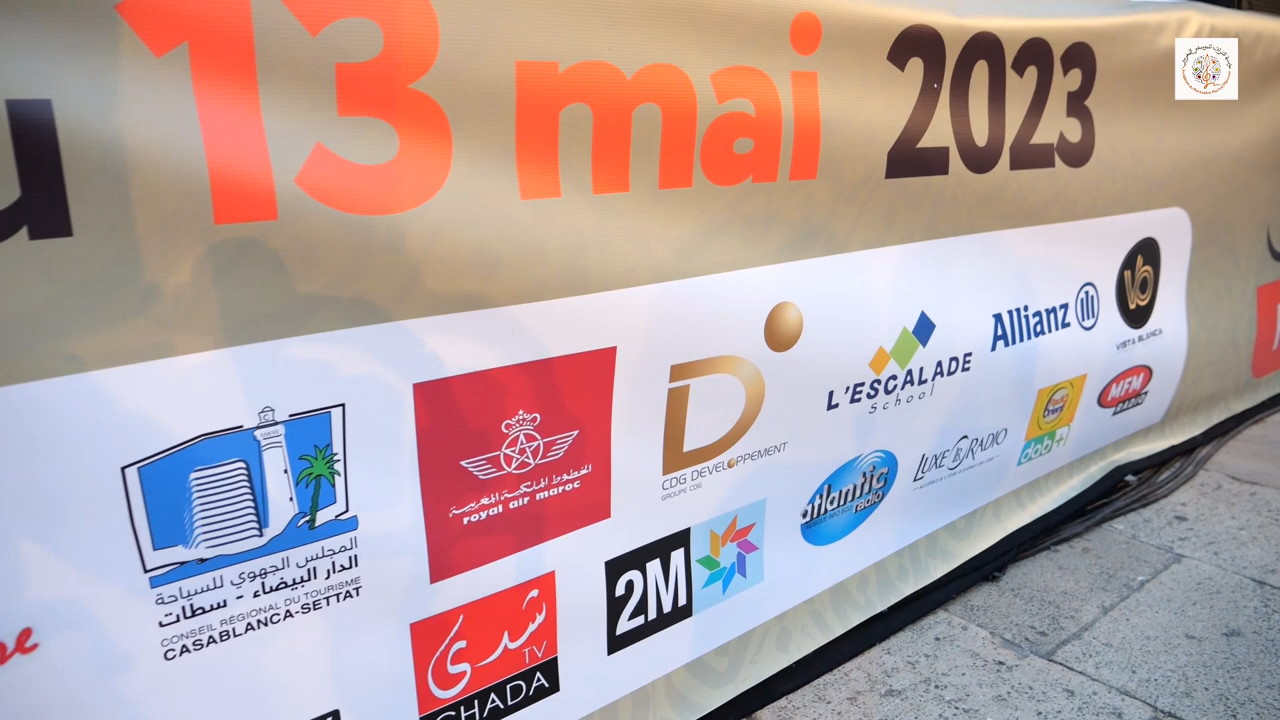 13 mai 2023
المجلس الجهوي للسياحة
الدار البيضاء - سطات
CONSEIL RÉGIONAL DU TOURISME
CASABLANCA-SETTAT
الخطوط الملكية المغربية
royal air maroc
CDG DEVELOPPEMENT
GROUPE CDG
L'ESCALADE
School
Allianz
VB
VISTA BLANCA
شدى
TV
CHADA
2M
atlantic
radio
LUXE RADIO
dab+
MFM
RADIO